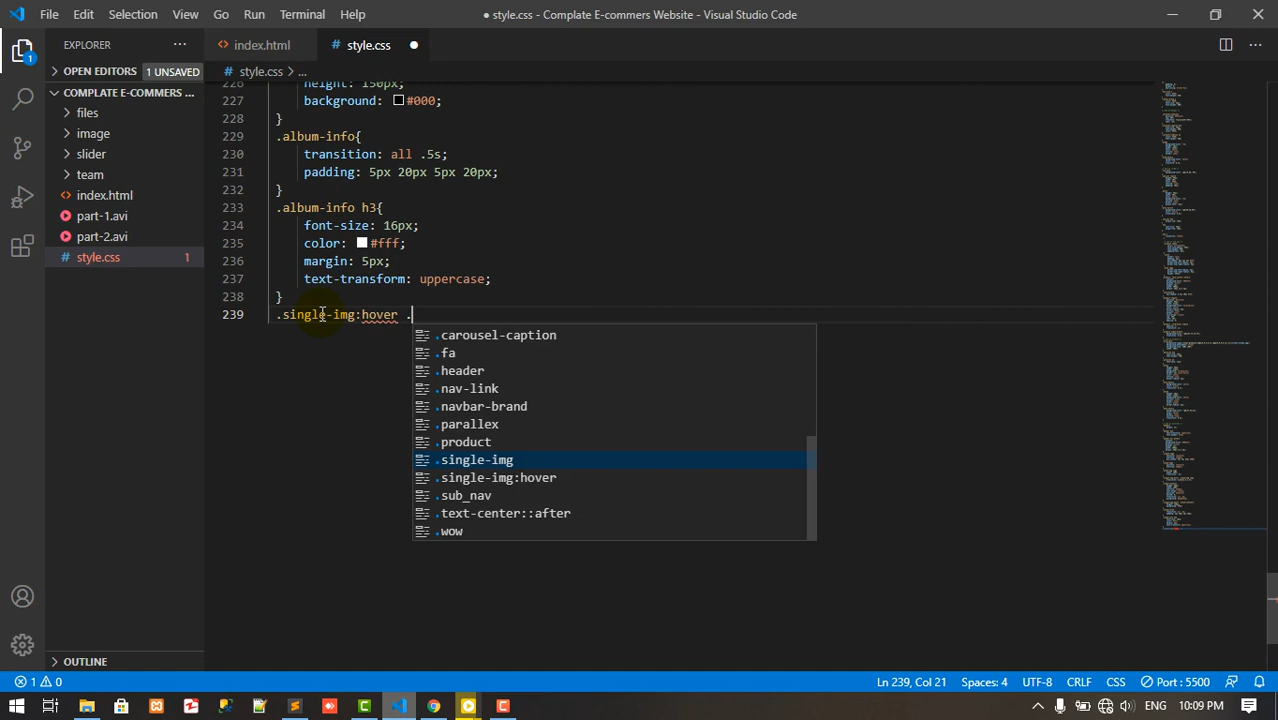 File Edit Selection View Go Run Terminal Help
● style.css - Complate E-commers Website - Visual Studio Code
EXPLORER
index.html
style.css
OPEN EDITORS 1 UNSAVED
style.css > ...
COMPLATE E-COMMERS ...
files
image
slider
team
index.html
part-1.avi
part-2.avi
style.css 1
OUTLINE
226 height: 150px;
227 background: #000;
228 }
229 .album-info{
230 transition: all .5s;
231 padding: 5px 20px 5px 20px;
232 }
233 .album-info h3{
234 font-size: 16px;
235 color: #fff;
236 margin: 5px;
237 text-transform: uppercase;
238 }
239 .single-img:hover .
.carousel-caption
.fa
.header
.nav-link
.navbar-brand
.parallex
.product
.single-img
.single-img:hover
.sub_nav
.text-center::after
.wow
1 0
Ln 239, Col 21 Spaces: 4 UTF-8 CRLF CSS Port : 5500
ENG 10:09 PM